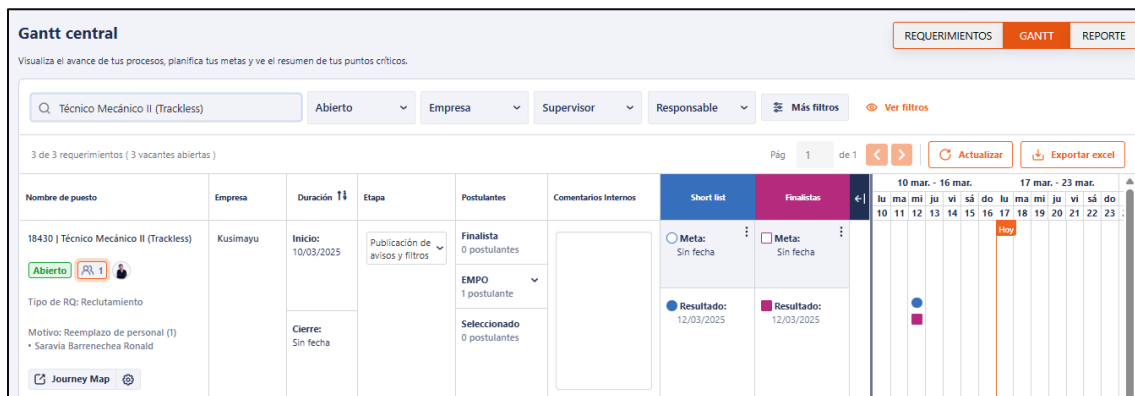 Gantt central
REQUERIMIENTOS GANTT REPORTE
Visualiza el avance de tus procesos, planifica tus metas y ve el resumen de tus puntos críticos.
Técnico Mecánico II (Trackless) Abierto Empresa Supervisor Responsable Más filtros Ver filtros
3 de 3 requerimientos ( 3 vacantes abiertas ) Pág 1 de 1 Actualizar Exportar excel
Nombre de puesto Empresa Duración Etapa Postulantes Comentarios Internos Short list Finalistas
10 mar. - 16 mar. 17 mar. - 23 mar.
lu ma mi ju vi sá do lu ma mi ju vi sá do
10 11 12 13 14 15 16 17 18 19 20 21 22 23
Hoy
18430 | Técnico Mecánico II (Trackless)
Abierto 1
Tipo de RQ: Reclutamiento
Motivo: Reemplazo de personal (1)
• Saravia Barrenechea Ronald
Journey Map
Kusimayu
Inicio:
10/03/2025
Cierre:
Sin fecha
Publicación de
avisos y filtros
Finalista
0 postulantes
EMPO
1 postulante
Seleccionado
0 postulantes
Meta:
Sin fecha
Resultado:
12/03/2025
Meta:
Sin fecha
Resultado:
12/03/2025